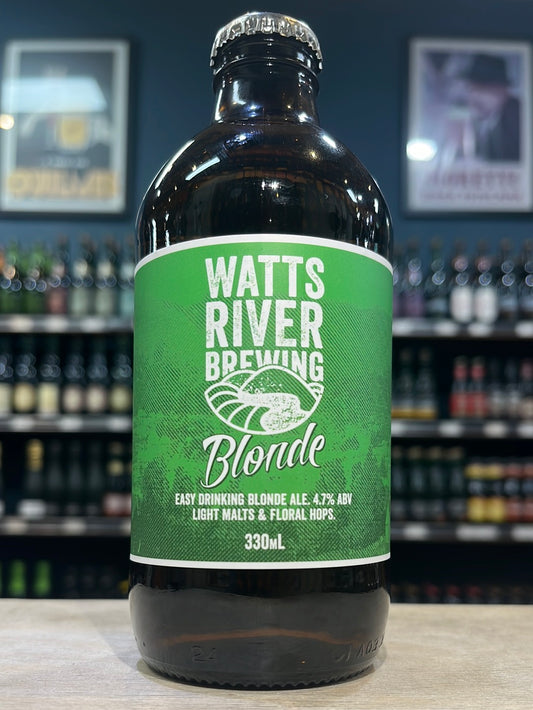 WATTS
RIVER
BREWING
Blonde
EASY DRINKING BLONDE ALE. 4.7% ABV
LIGHT MALTS & FLORAL HOPS.
330mL